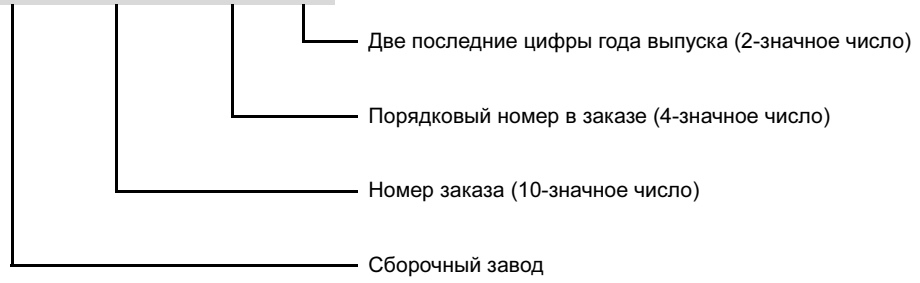 Две последние цифры года выпуска (2-значное число)
Порядковый номер в заказе (4-значное число)
Номер заказа (10-значное число)
Сборочный завод